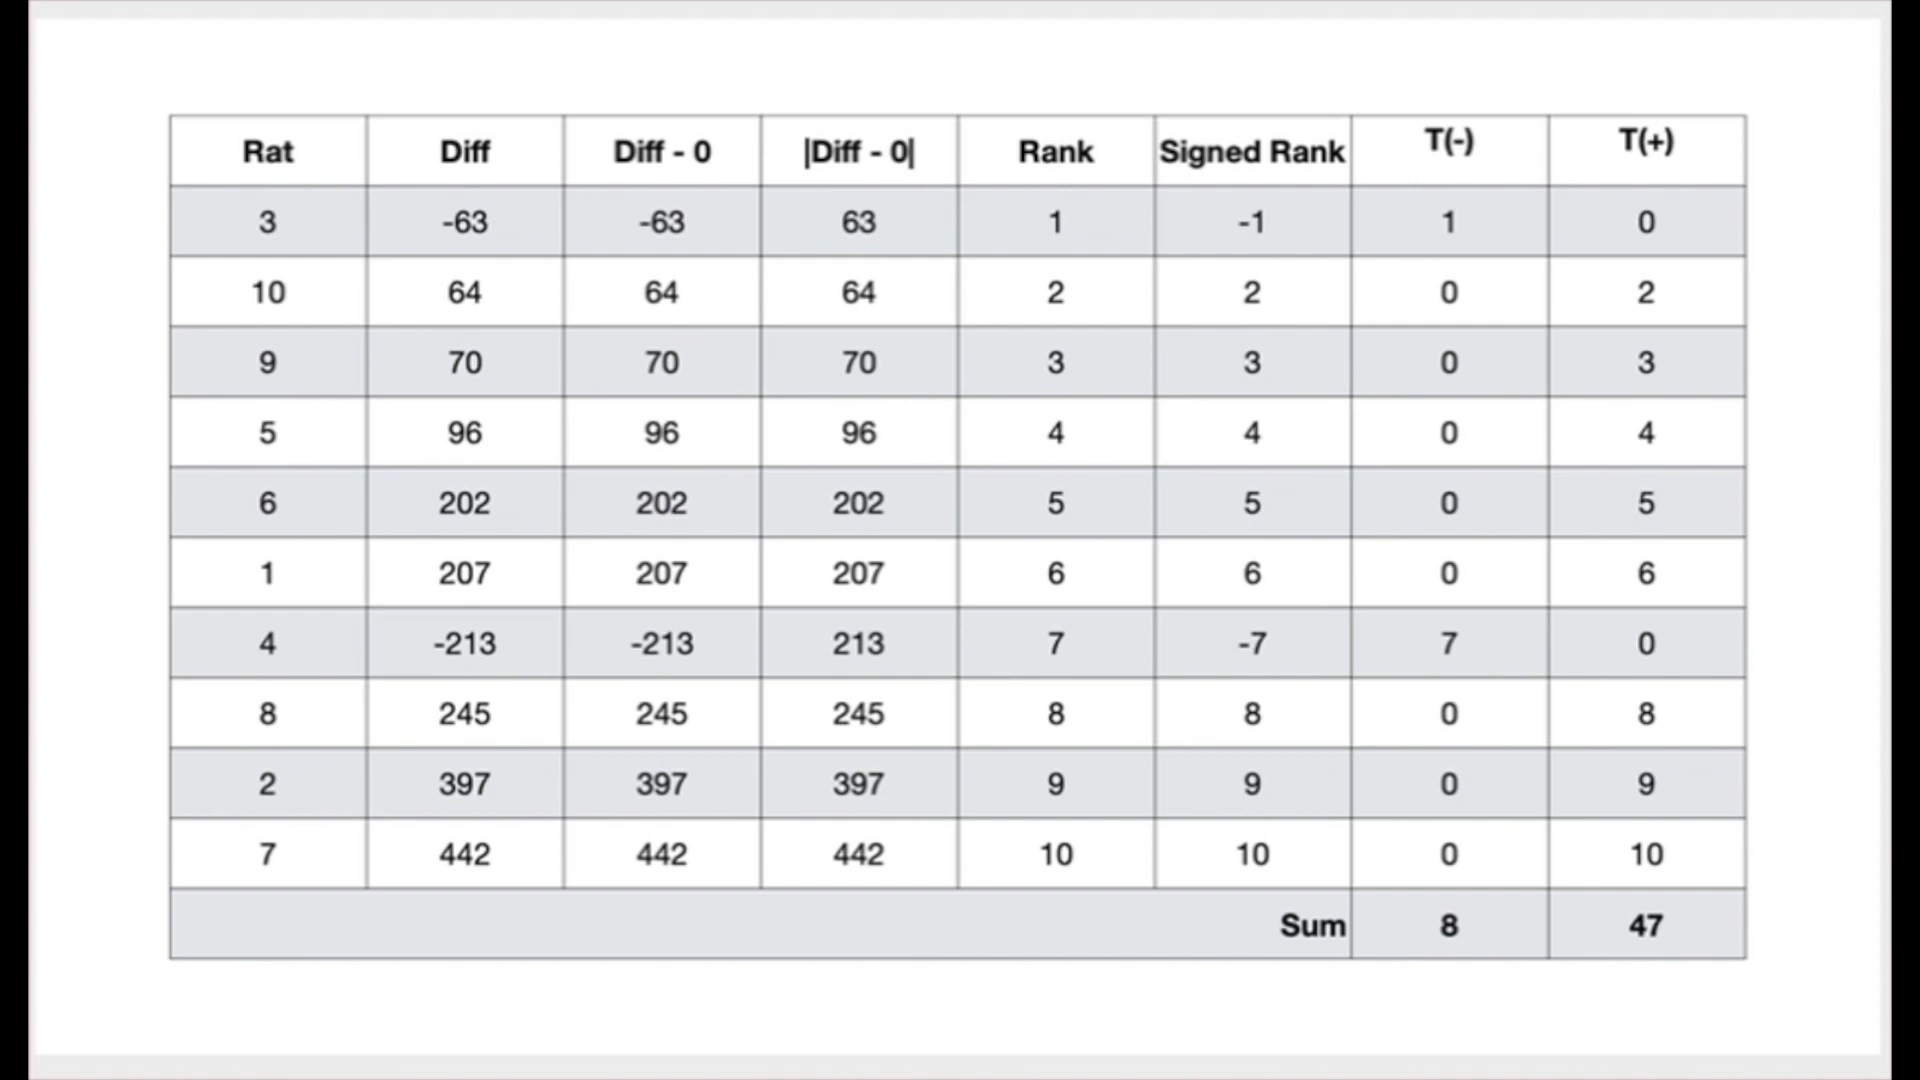 Rat Diff Diff - 0 |Diff - 0| Rank Signed Rank T(-) T(+)
3 -63 -63 63 1 -1 1 0
10 64 64 64 2 2 0 2
9 70 70 70 3 3 0 3
5 96 96 96 4 4 0 4
6 202 202 202 5 5 0 5
1 207 207 207 6 6 0 6
4 -213 -213 213 7 -7 7 0
8 245 245 245 8 8 0 8
2 397 397 397 9 9 0 9
7 442 442 442 10 10 0 10
Sum 8 47